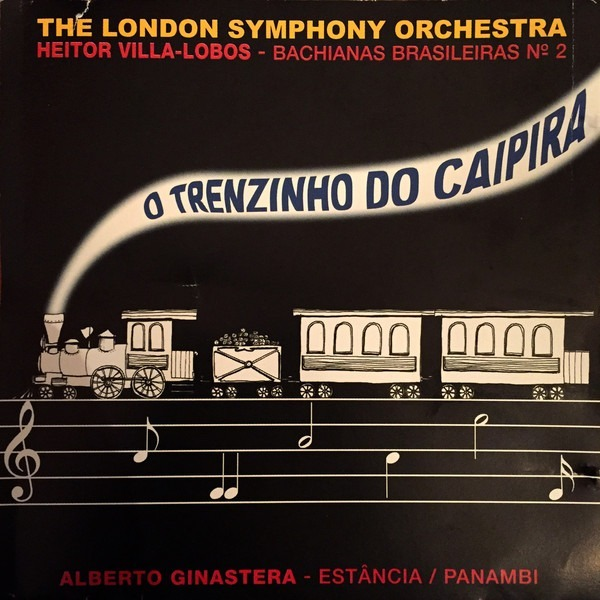 THE LONDON SYMPHONY ORCHESTRA
HEITOR VILLA-LOBOS - BACHIANAS BRASILEIRAS Nº 2
O TRENZINHO DO CAIPIRA
ALBERTO GINASTERA - ESTÂNCIA / PANAMBI